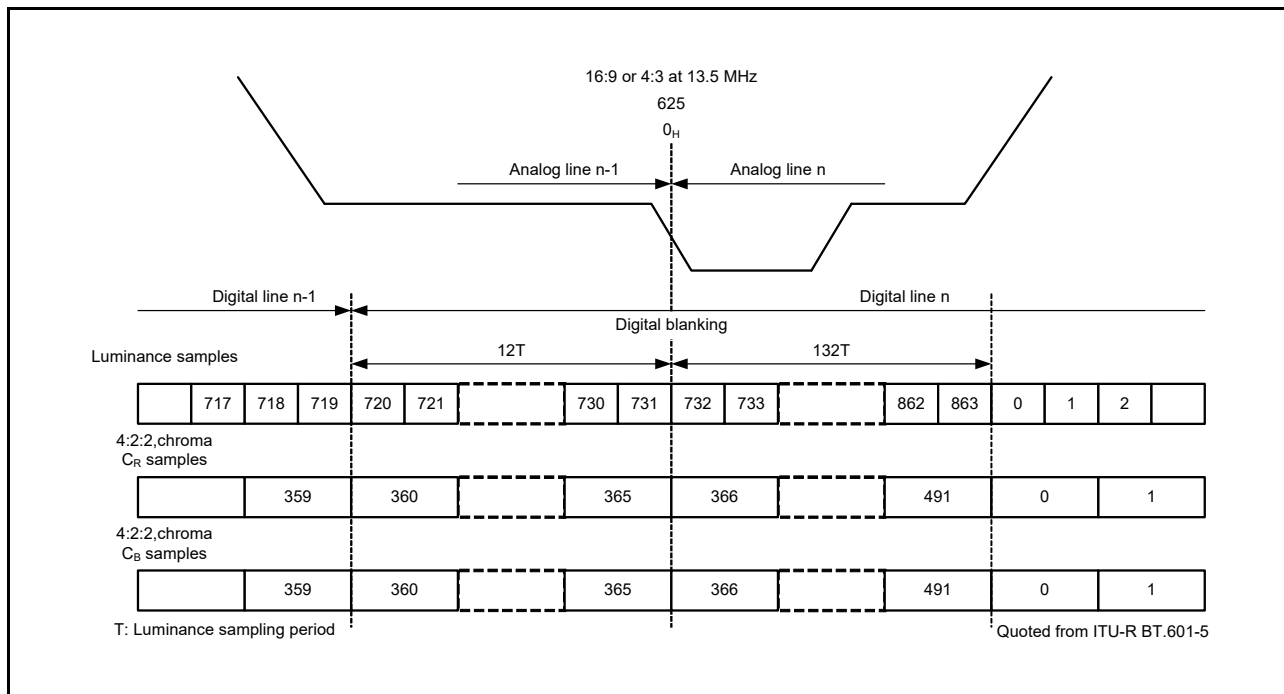 16:9 or 4:3 at 13.5 MHz
625
0H
Analog line n-1 Analog line n
Digital line n-1 Digital line n
Digital blanking
Luminance samples 12T 132T
717 718 719 720 721 730 731 732 733 862 863 0 1 2
4:2:2,chroma
CR samples
359 360 365 366 491 0 1
4:2:2,chroma
CB samples
359 360 365 366 491 0 1
T: Luminance sampling period Quoted from ITU-R BT.601-5